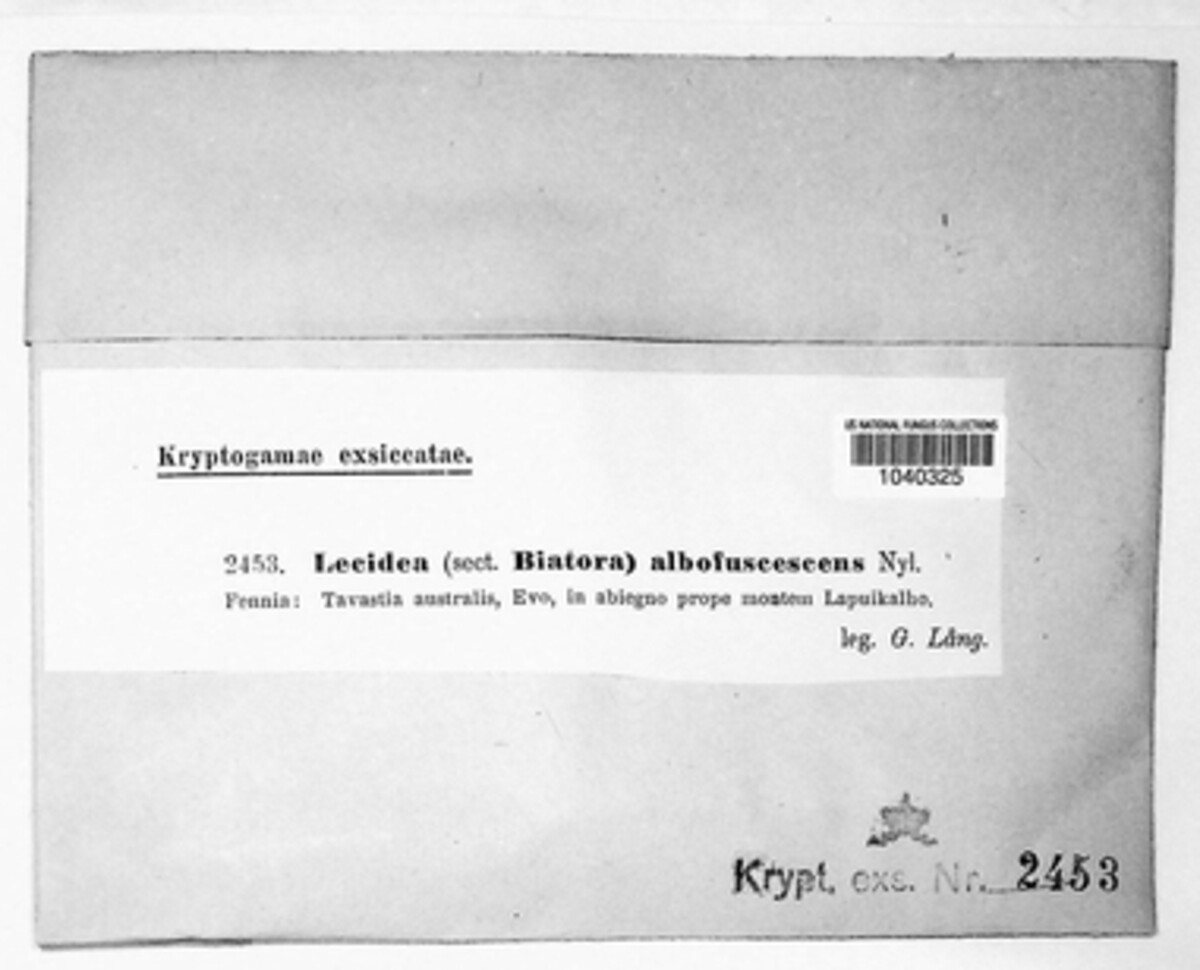 Kryptogamae exsiccatae.
US NATIONAL FUNGUS COLLECTIONS
1040325
2453. Lecidea (sect. Biatora) albofuscescens Nyl.
Fennia: Tavastia australis, Evo, in abiegno prope montem Lapuikalho.
leg. G. Lång.
Krypt. exs. Nr. 2453